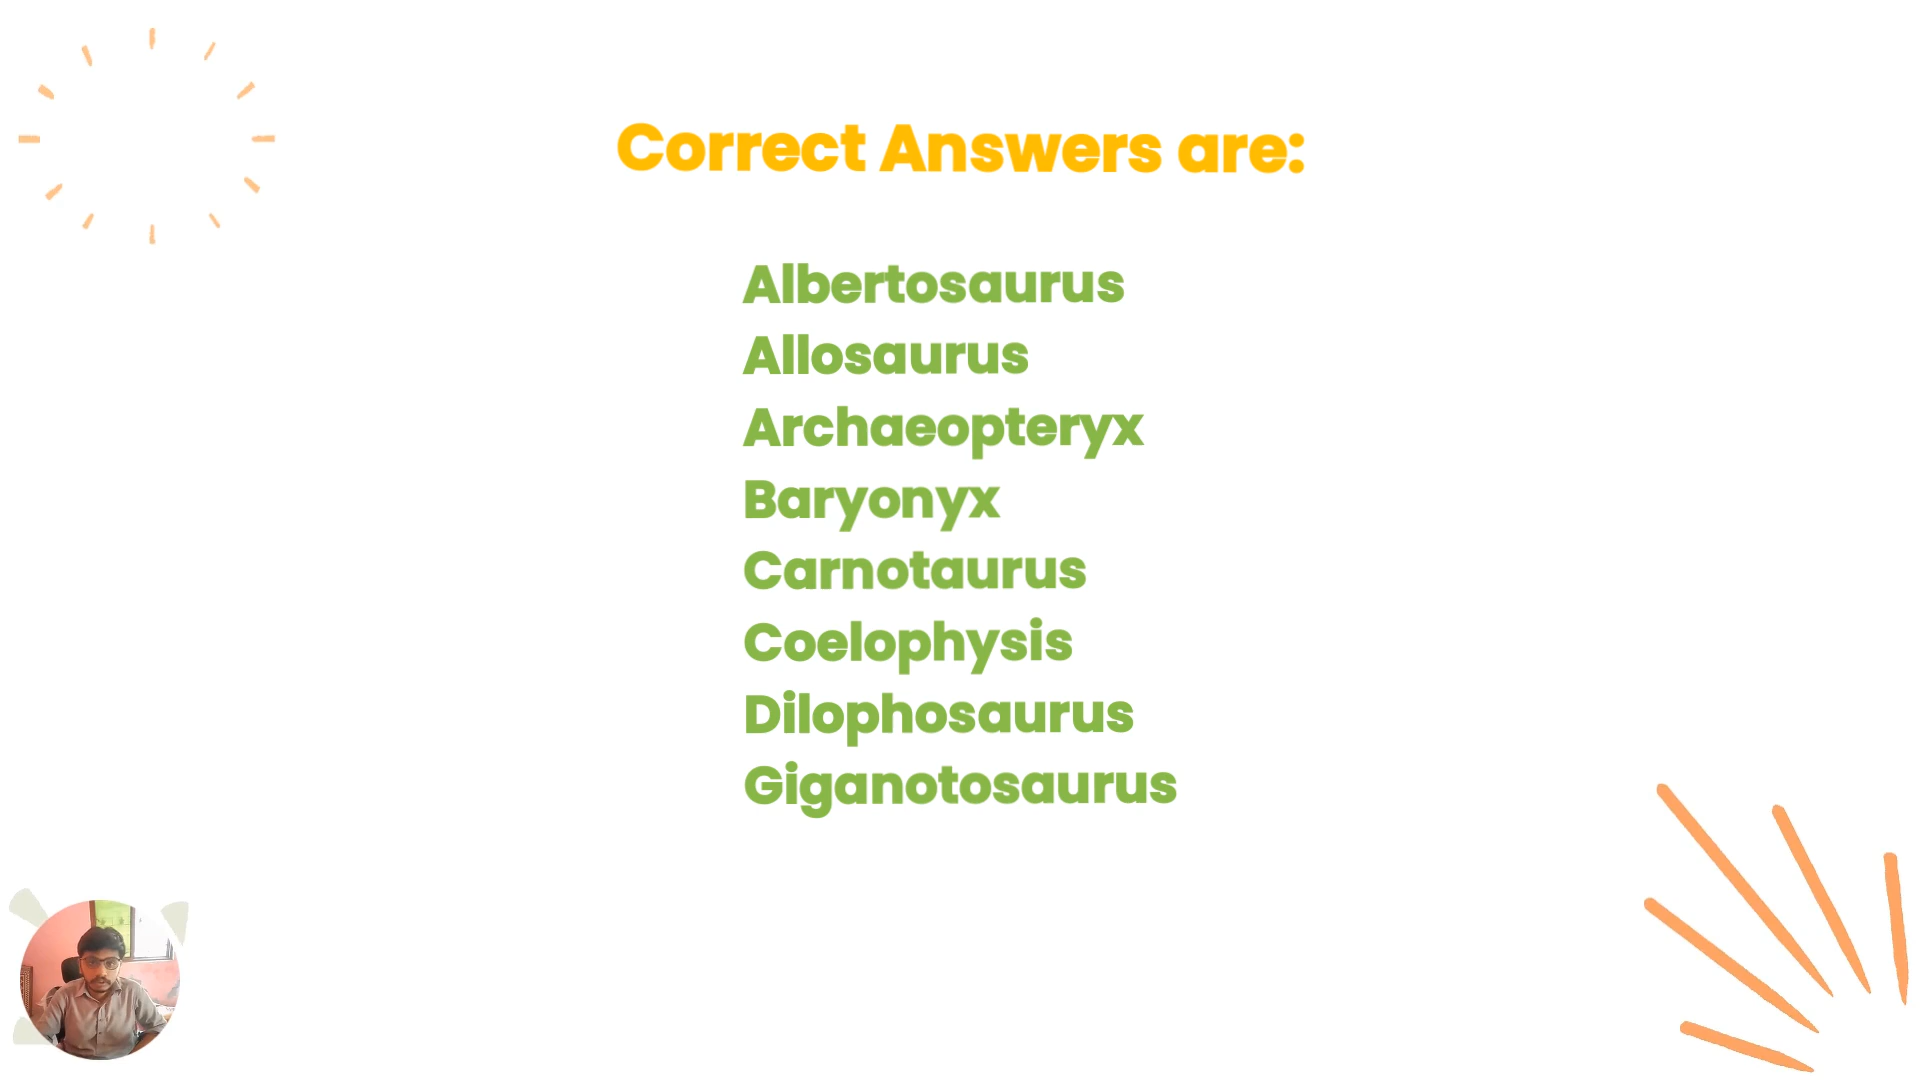 Correct Answers are:
Albertosaurus
Allosaurus
Archaeopteryx
Baryonyx
Carnotaurus
Coelophysis
Dilophosaurus
Giganotosaurus